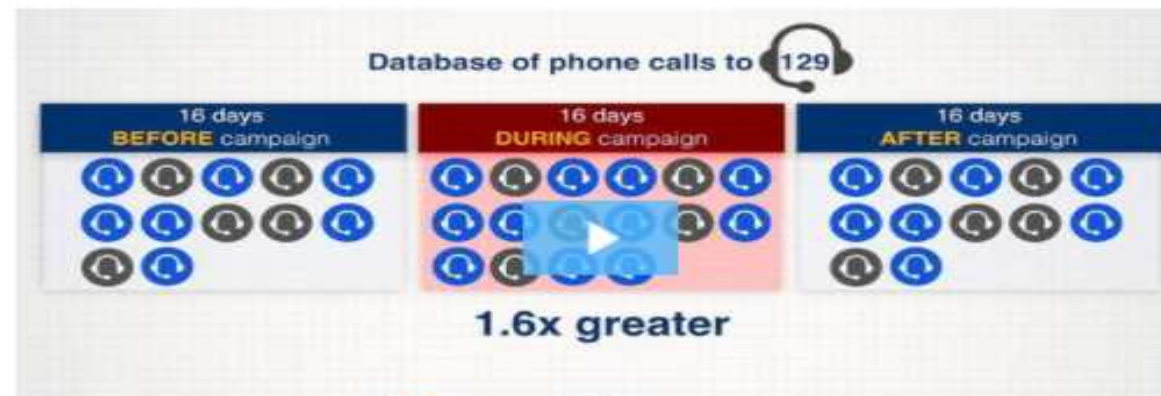 Database of phone calls to 129
16 days
BEFORE campaign
16 days
DURING campaign
16 days
AFTER campaign
1.6x greater